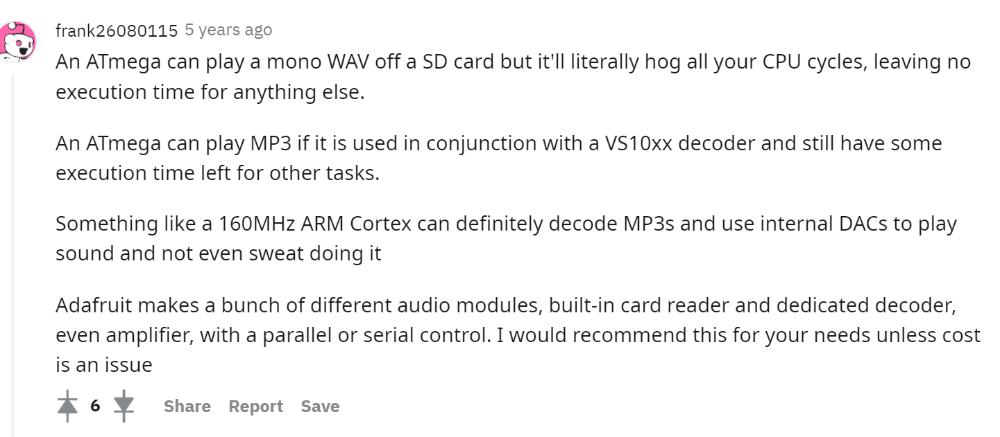 frank26080115 5 years ago
An ATmega can play a mono WAV off a SD card but it'll literally hog all your CPU cycles, leaving no
execution time for anything else.
An ATmega can play MP3 if it is used in conjunction with a VS10xx decoder and still have some
execution time left for other tasks.
Something like a 160MHz ARM Cortex can definitely decode MP3s and use internal DACs to play
sound and not even sweat doing it
Adafruit makes a bunch of different audio modules, built-in card reader and dedicated decoder,
even amplifier, with a parallel or serial control. I would recommend this for your needs unless cost
is an issue
6 Share Report Save